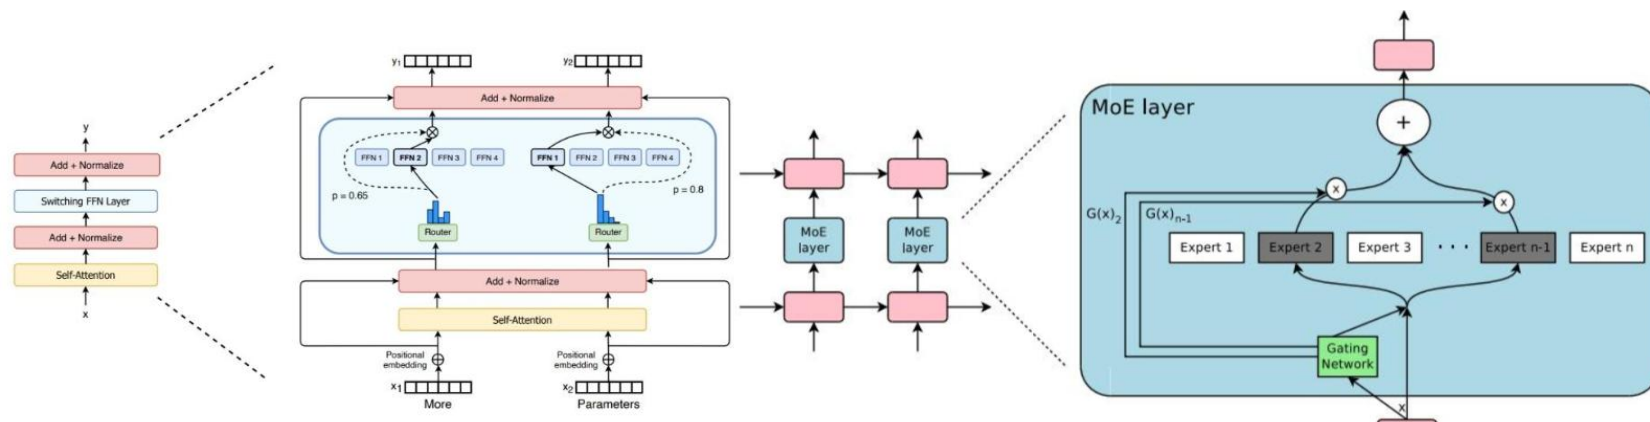 y
Add + Normalize
Switching FFN Layer
Add + Normalize
Self-Attention
x
y1 y2
Add + Normalize
FFN 1 FFN 2 FFN 3 FFN 4 FFN 1 FFN 2 FFN 3 FFN 4
p = 0.65 p = 0.8
Router Router
Add + Normalize
Self-Attention
Positional
embedding
Positional
embedding
x1 x2
More Parameters
MoE
layer
MoE
layer
MoE layer
+
x
x
G(x)2 G(x)n-1
Expert 1 Expert 2 Expert 3 ··· Expert n-1 Expert n
Gating
Network
x